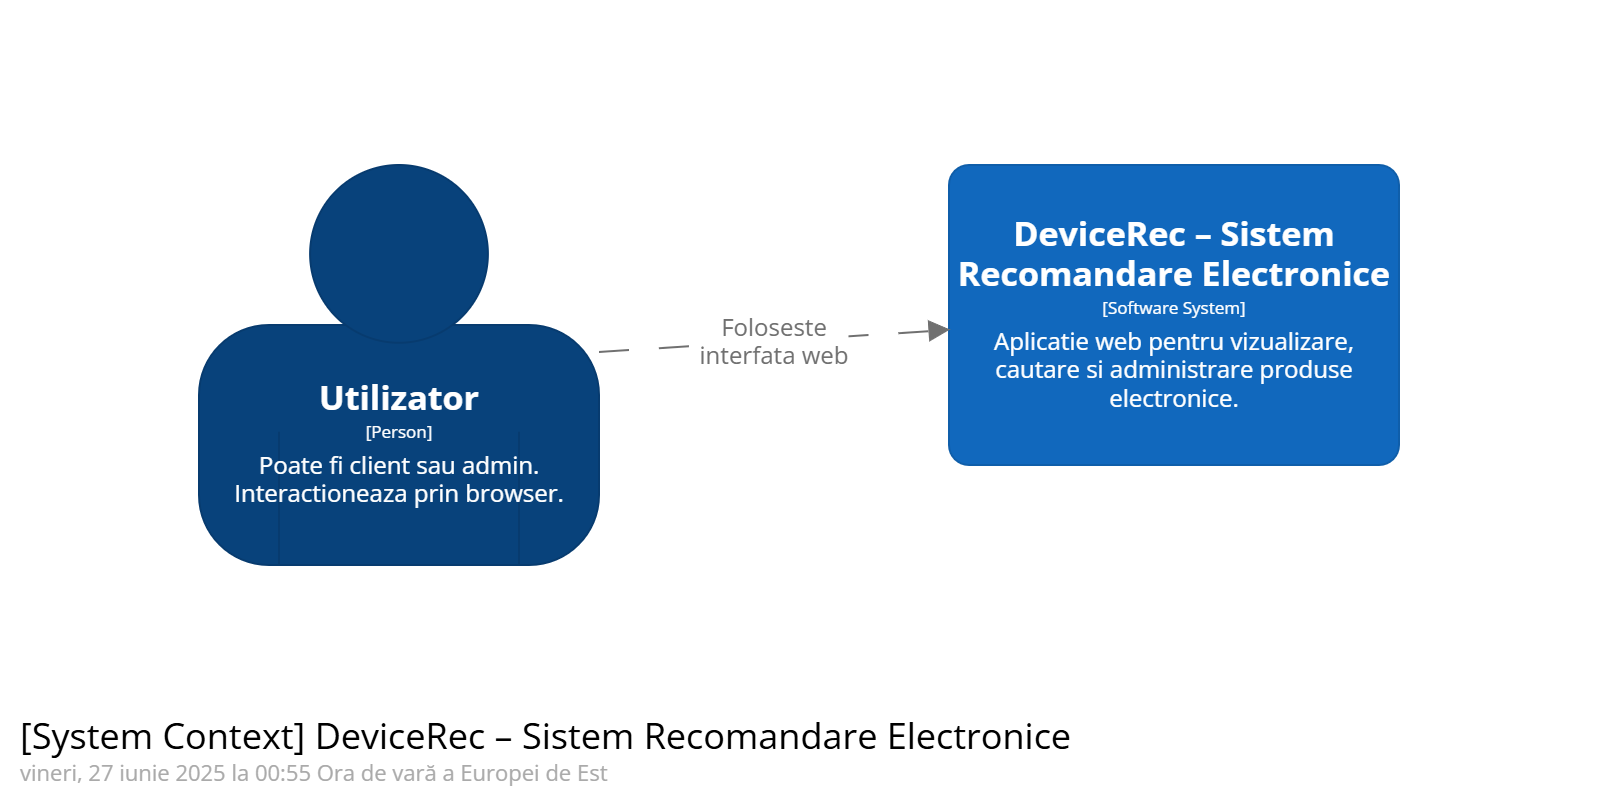 Utilizator
[Person]
Poate fi client sau admin.
Interactioneaza prin browser.
Foloseste
interfata web
DeviceRec – Sistem
Recomandare Electronice
[Software System]
Aplicatie web pentru vizualizare,
cautare si administrare produse
electronice.
[System Context] DeviceRec – Sistem Recomandare Electronice
vineri, 27 iunie 2025 la 00:55 Ora de vară a Europei de Est